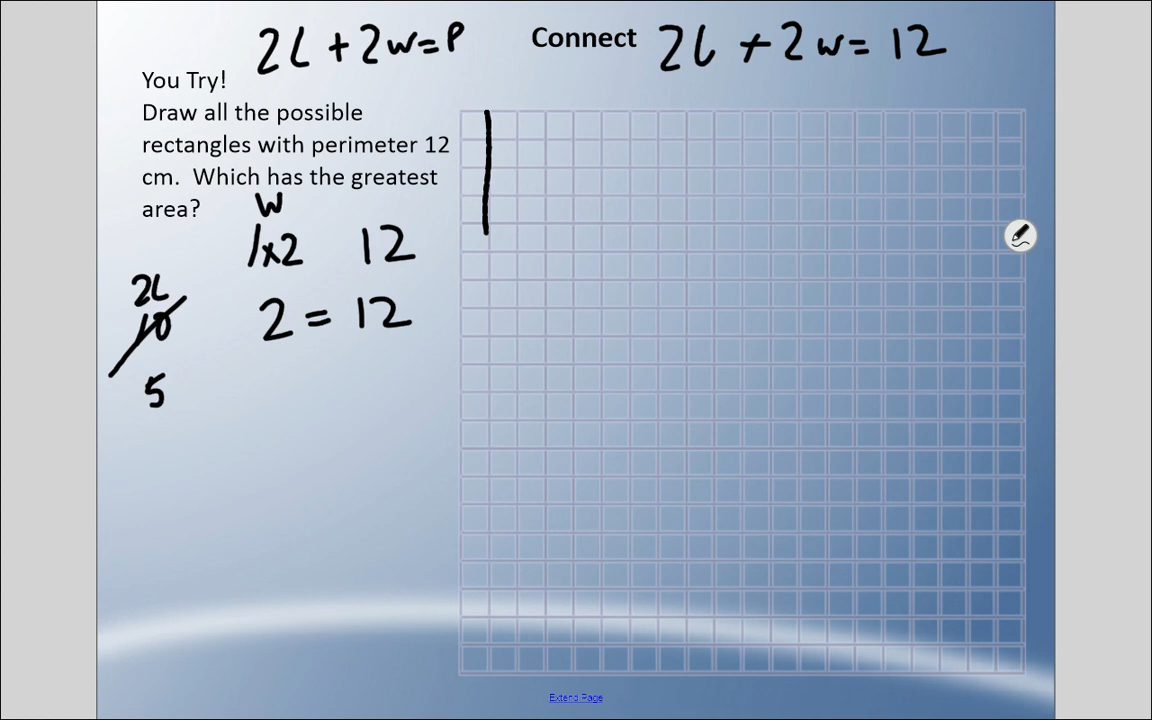 2L + 2w = P
Connect
2L + 2w = 12
You Try!
Draw all the possible
rectangles with perimeter 12
cm. Which has the greatest
area?
w
1x2 12
2L
10
2 = 12
5
Extend Page